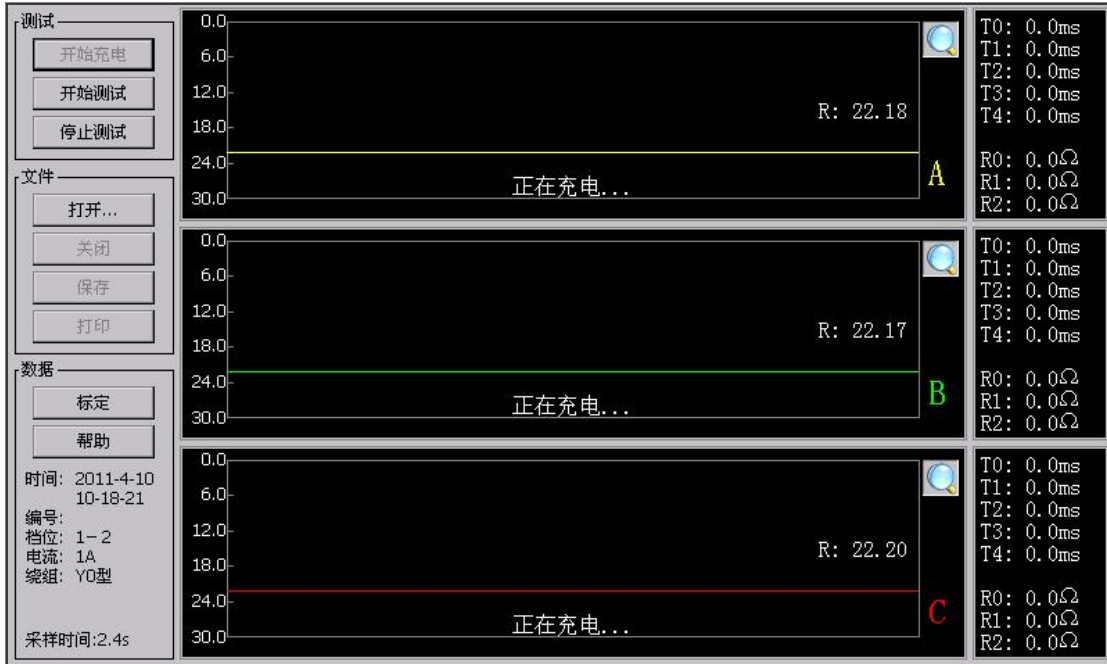 测试
开始充电
开始测试
停止测试
文件
打开...
关闭
保存
打印
数据
标定
帮助
时间: 2011-4-10
10-18-21
编号:
档位: 1-2
电流: 1A
绕组: Y0型
采样时间:2.4s
0.0
6.0
12.0
18.0
24.0
30.0
R: 22.18
正在充电...
A
T0: 0.0ms
T1: 0.0ms
T2: 0.0ms
T3: 0.0ms
T4: 0.0ms
R0: 0.0Ω
R1: 0.0Ω
R2: 0.0Ω
0.0
6.0
12.0
18.0
24.0
30.0
R: 22.17
正在充电...
B
T0: 0.0ms
T1: 0.0ms
T2: 0.0ms
T3: 0.0ms
T4: 0.0ms
R0: 0.0Ω
R1: 0.0Ω
R2: 0.0Ω
0.0
6.0
12.0
18.0
24.0
30.0
R: 22.20
正在充电...
C
T0: 0.0ms
T1: 0.0ms
T2: 0.0ms
T3: 0.0ms
T4: 0.0ms
R0: 0.0Ω
R1: 0.0Ω
R2: 0.0Ω